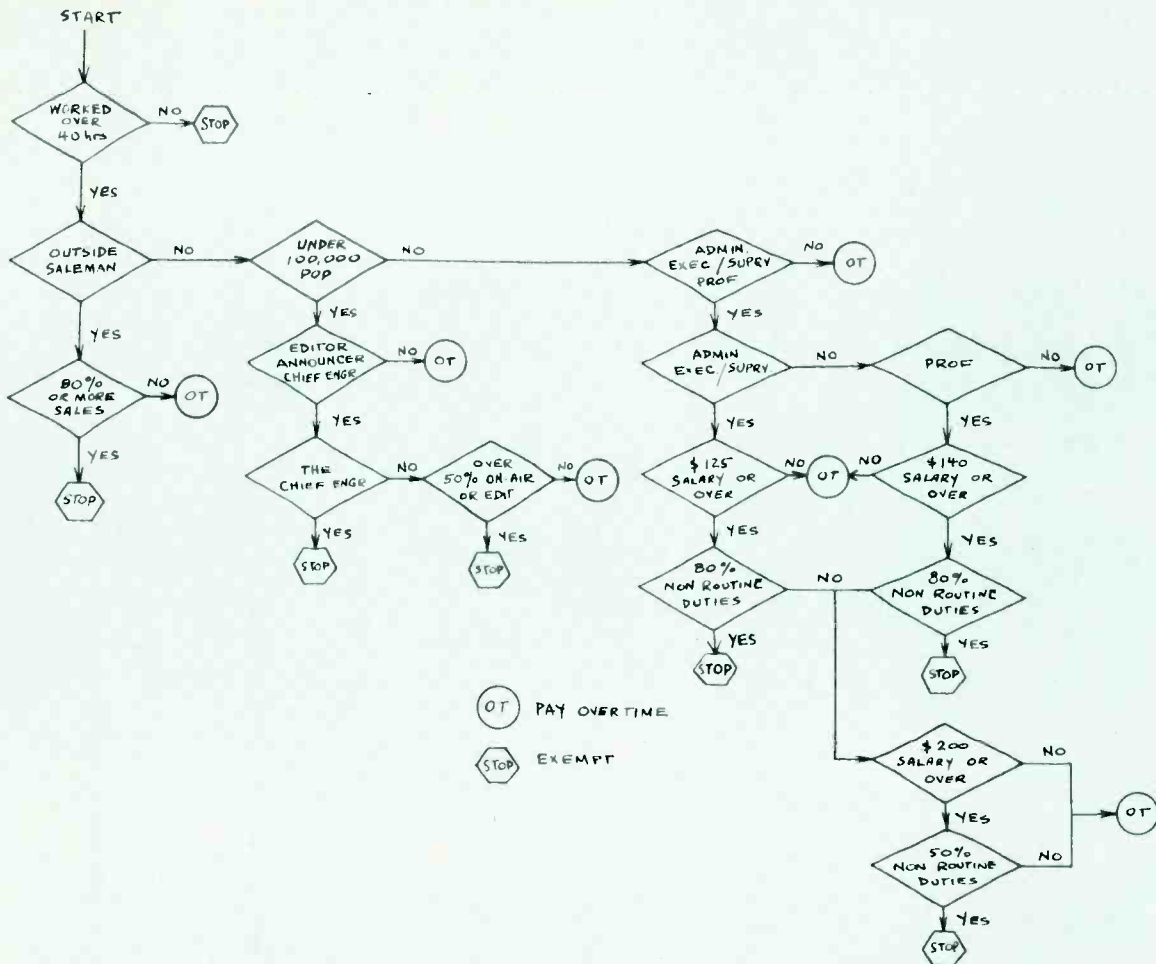 START
WORKED
OVER
40 hrs
NO
STOP
YES
OUTSIDE
SALEMAN
NO
UNDER
100,000
POP
NO
ADMIN.
EXEC/SUPRV
PROF
NO
OT
YES
YES
YES
80%
OR MORE
SALES
NO
OT
EDITOR
ANNOUNCER
CHIEF ENGR
NO
OT
ADMIN
EXEC./SUPRV.
NO
PROF
NO
OT
YES
YES
YES
YES
STOP
THE
CHIEF ENGR
NO
OVER
50% ON-AIR
OR EDIT
NO
OT
$125
SALARY OR
OVER
NO
OT
NO
$140
SALARY OR
OVER
YES
YES
YES
YES
STOP
STOP
80%
NON ROUTINE
DUTIES
NO
80%
NON ROUTINE
DUTIES
YES
YES
STOP
STOP
OT PAY OVERTIME
STOP EXEMPT
$200
SALARY OR
OVER
NO
YES
OT
50%
NON ROUTINE
DUTIES
NO
YES
STOP